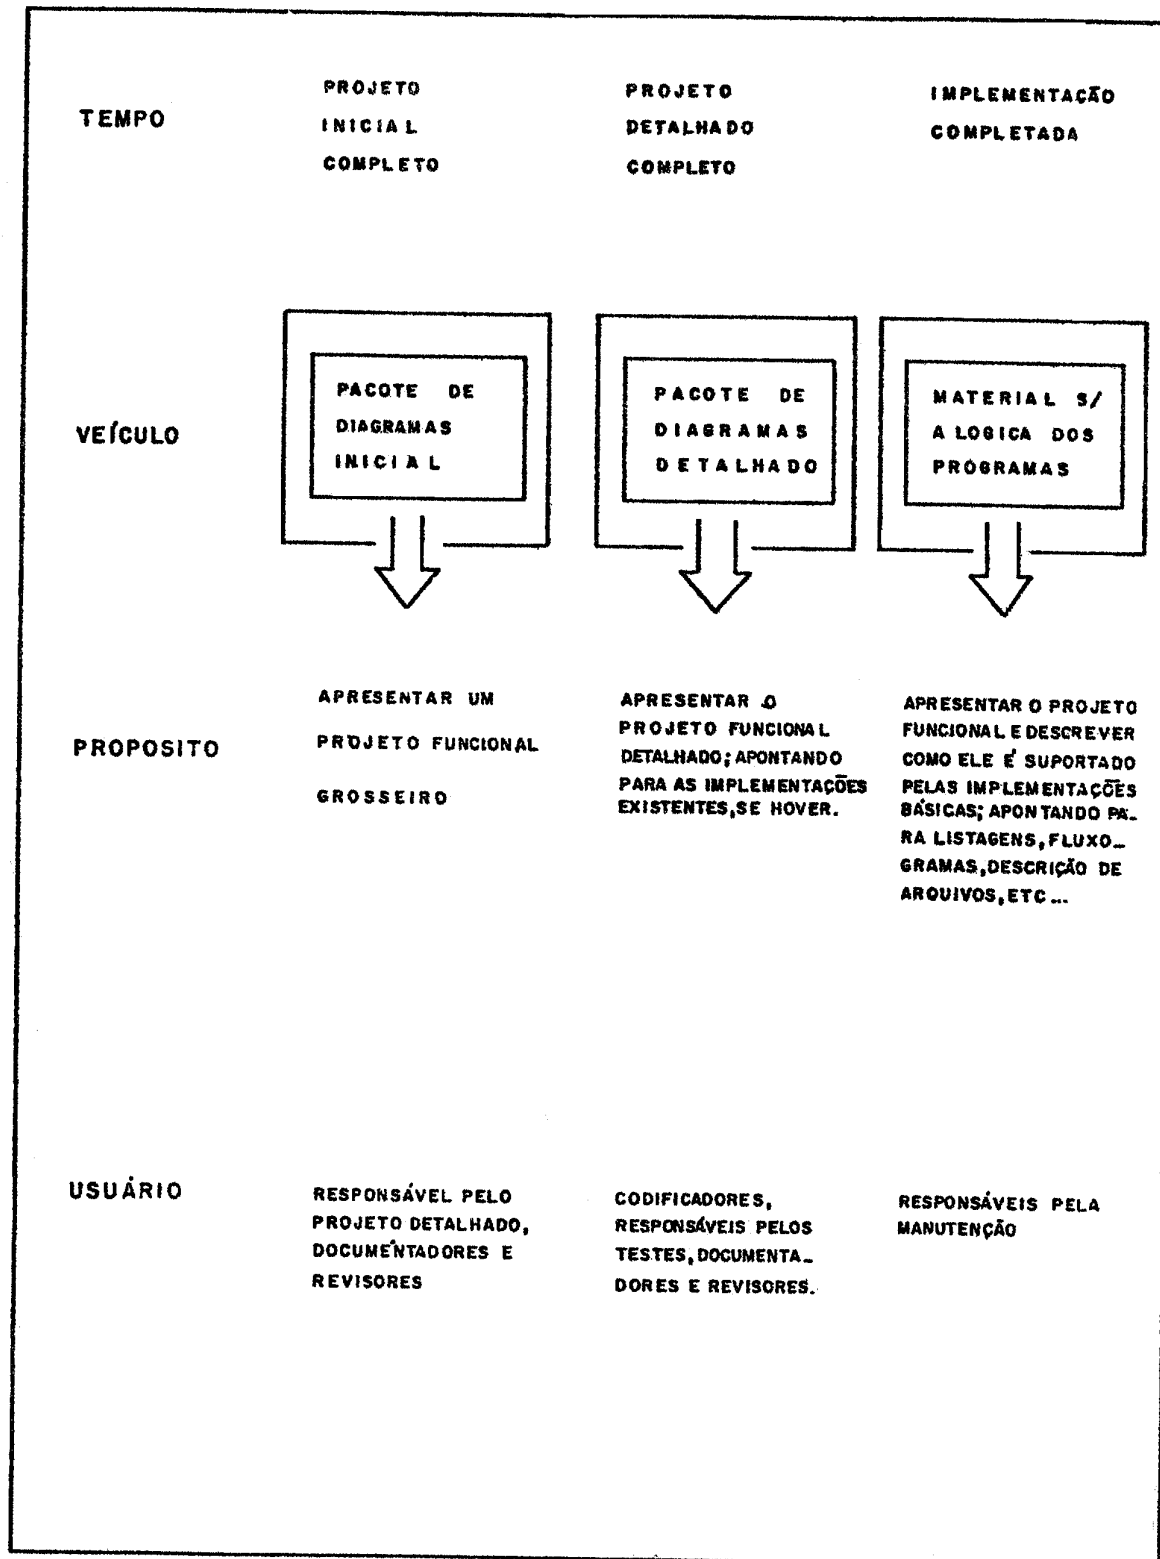 TEMPO
PROJETO
INICIAL
COMPLETO
PROJETO
DETALHADO
COMPLETO
IMPLEMENTAÇÃO
COMPLETADA
VEÍCULO
PACOTE DE
DIAGRAMAS
INICIAL
PACOTE DE
DIAGRAMAS
DETALHADO
MATERIAL S/
A LOGICA DOS
PROGRAMAS
PROPOSITO
APRESENTAR UM
PROJETO FUNCIONAL
GROSSEIRO
APRESENTAR O
PROJETO FUNCIONAL
DETALHADO; APONTANDO
PARA AS IMPLEMENTAÇÕES
EXISTENTES, SE HOVER.
APRESENTAR O PROJETO
FUNCIONAL E DESCREVER
COMO ELE É SUPORTADO
PELAS IMPLEMENTAÇÕES
BÁSICAS; APONTANDO PA_
RA LISTAGENS, FLUXO_
GRAMAS, DESCRIÇÃO DE
ARQUIVOS, ETC...
USUÁRIO
RESPONSÁVEL PELO
PROJETO DETALHADO,
DOCUMENTADORES E
REVISORES
CODIFICADORES,
RESPONSÁVEIS PELOS
TESTES, DOCUMENTA_
DORES E REVISORES.
RESPONSÁVEIS PELA
MANUTENÇÃO